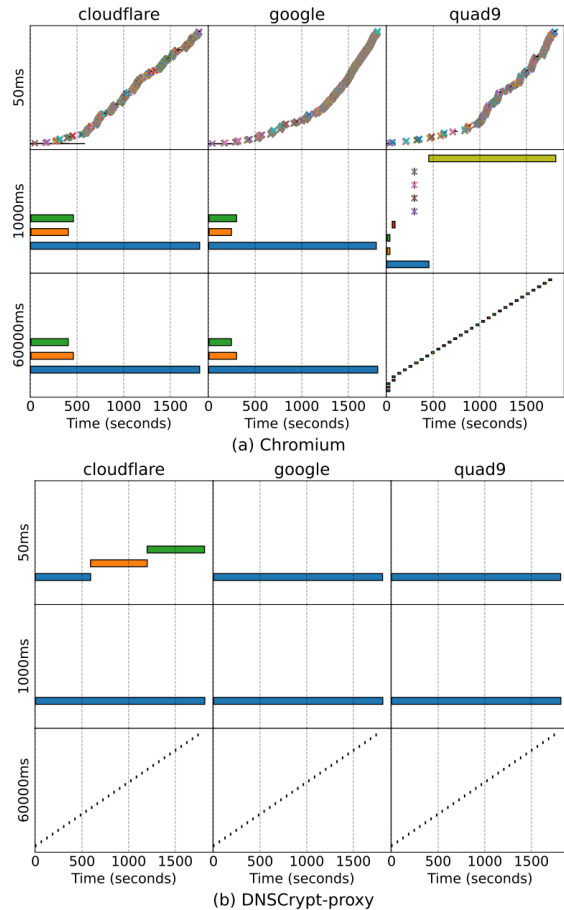 cloudflare google quad9
50ms
1000ms
60000ms
0 500 1000 1500 0 500 1000 1500 0 500 1000 1500
Time (seconds) Time (seconds) Time (seconds)
(a) Chromium
cloudflare google quad9
50ms
1000ms
60000ms
0 500 1000 1500 0 500 1000 1500 0 500 1000 1500
Time (seconds) Time (seconds) Time (seconds)
(b) DNSCrypt-proxy